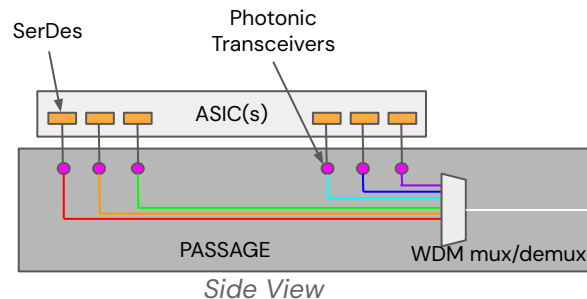 SerDes
Photonic
Transceivers
ASIC(s)
PASSAGE
WDM mux/demux
Side View